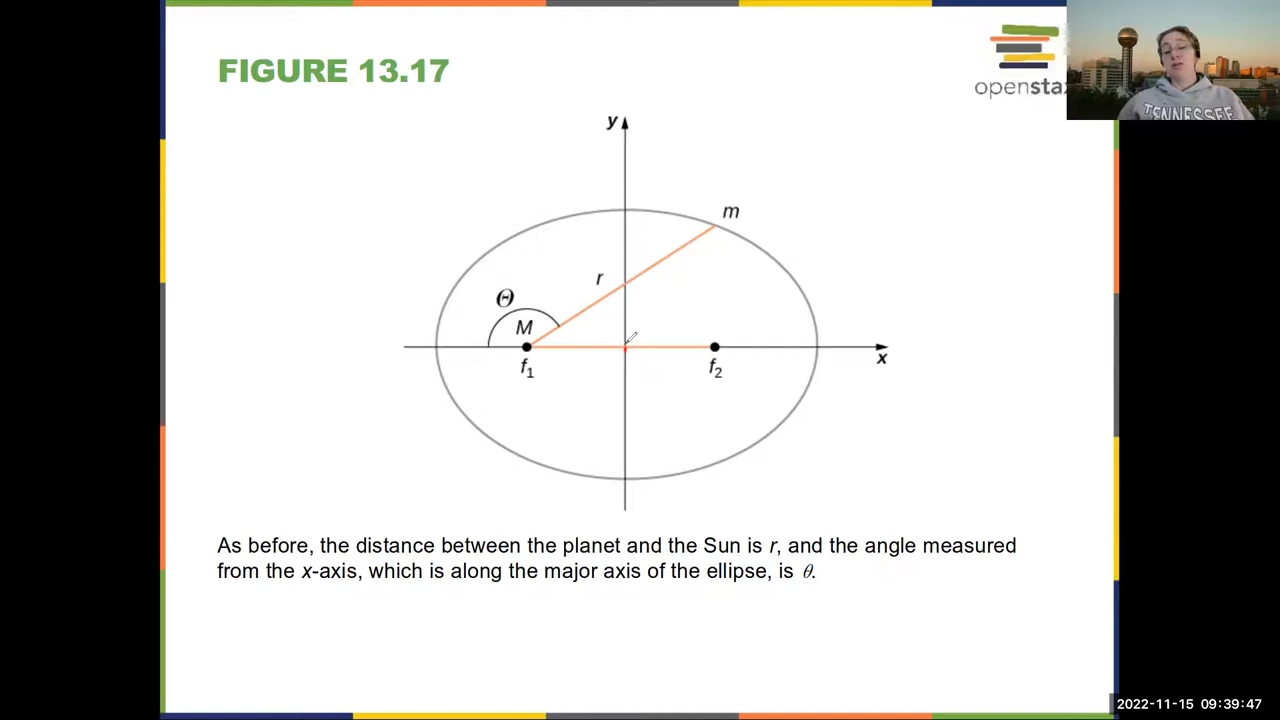 FIGURE 13.17
openstax
TENNESSEE
y
m
r
Θ
M
f1
f2
x
As before, the distance between the planet and the Sun is r, and the angle measured
from the x-axis, which is along the major axis of the ellipse, is θ.
2022-11-15 09:39:47